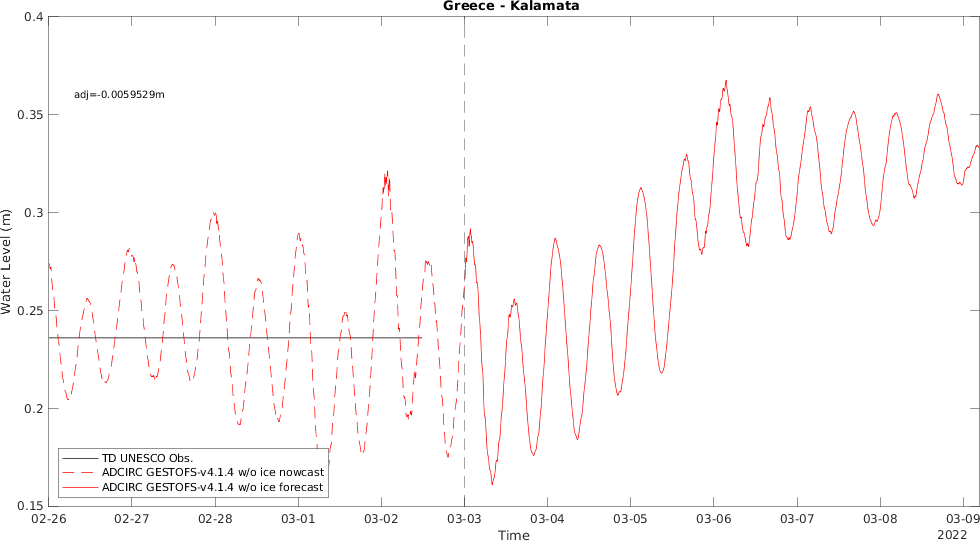 Greece - Kalamata
0.4
0.35
0.3
0.25
0.2
0.15
Water Level (m)
adj=-0.0059529m
TD UNESCO Obs.
ADCIRC GESTOFS-v4.1.4 w/o ice nowcast
ADCIRC GESTOFS-v4.1.4 w/o ice forecast
02-26 02-27 02-28 03-01 03-02 03-03 03-04 03-05 03-06 03-07 03-08 03-09
Time
2022